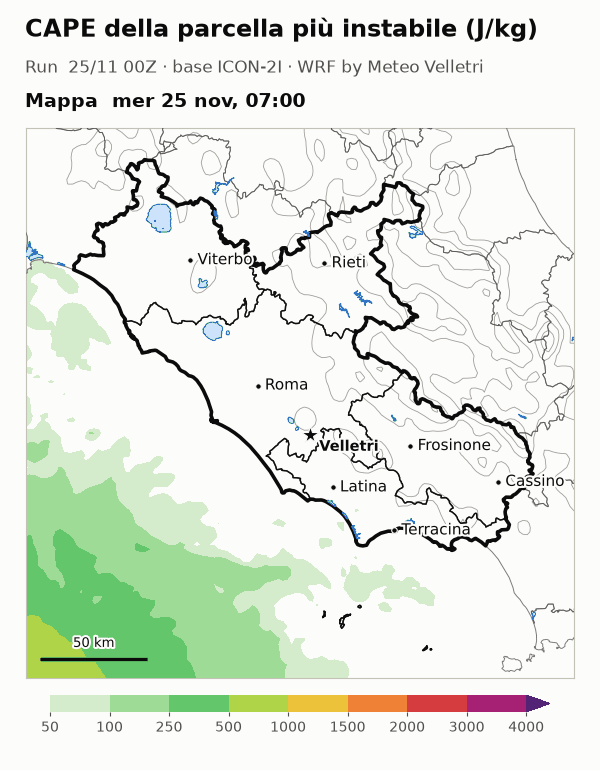 CAPE della parcella più instabile (J/kg)
Run  25/11 00Z · base ICON-2I · WRF by Meteo Velletri
Mappa  mer 25 nov, 07:00
Viterbo
Rieti
Roma
Velletri
Frosinone
Cassino
Latina
Terracina
50 km
50 100 250 500 1000 1500 2000 3000 4000